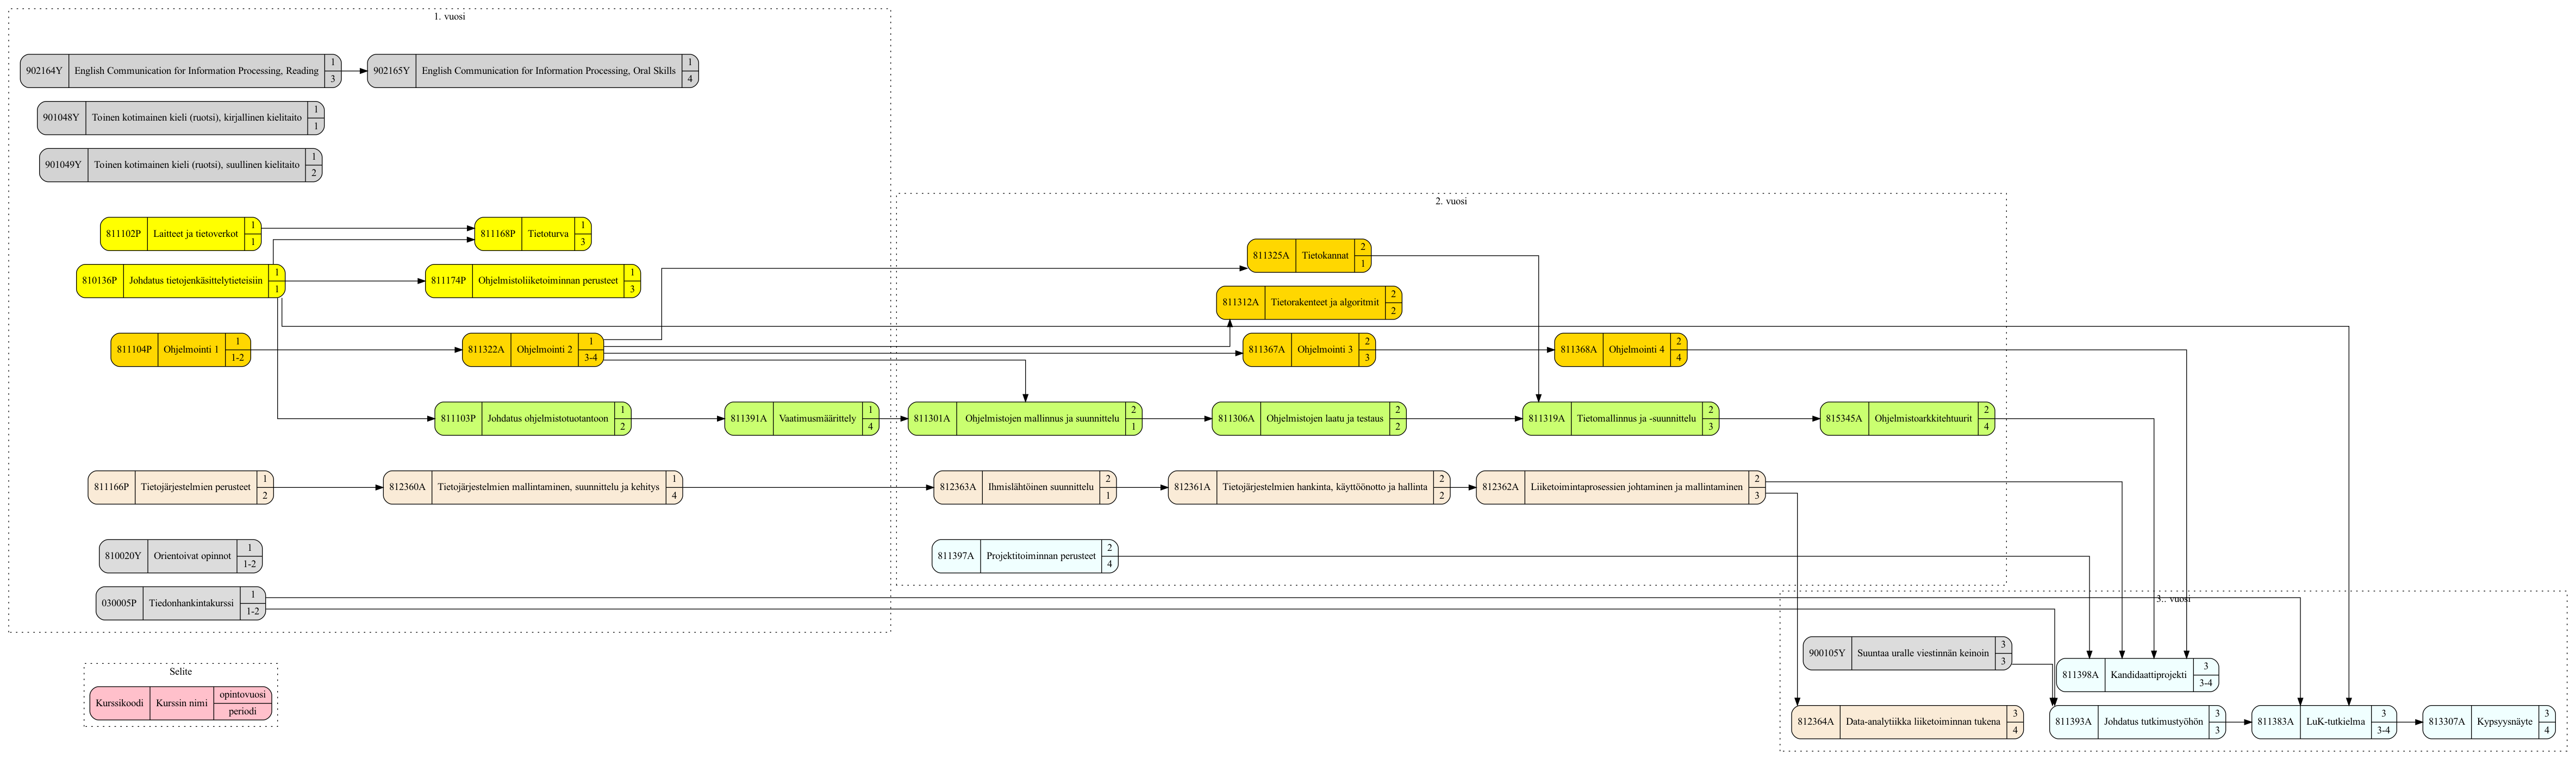 1. vuosi
902164Y English Communication for Information Processing, Reading 1 3
902165Y English Communication for Information Processing, Oral Skills 1 4
901048Y Toinen kotimainen kieli (ruotsi), kirjallinen kielitaito 1 1
901049Y Toinen kotimainen kieli (ruotsi), suullinen kielitaito 1 2
811102P Laitteet ja tietoverkot 1 1
811168P Tietoturva 1 3
810136P Johdatus tietojenkäsittelytieteisiin 1 1
811174P Ohjelmistoliiketoiminnan perusteet 1 3
811104P Ohjelmointi 1 1 1-2
811322A Ohjelmointi 2 1 3-4
811103P Johdatus ohjelmistotuotantoon 1 2
811391A Vaatimusmäärittely 1 4
811166P Tietojärjestelmien perusteet 1 2
812360A Tietojärjestelmien mallintaminen, suunnittelu ja kehitys 1 4
810020Y Orientoivat opinnot 1 1-2
030005P Tiedonhankintakurssi 1 1-2
2. vuosi
811325A Tietokannat 2 1
811312A Tietorakenteet ja algoritmit 2 2
811367A Ohjelmointi 3 2 3
811368A Ohjelmointi 4 2 4
811301A Ohjelmistojen mallinnus ja suunnittelu 2 1
811306A Ohjelmistojen laatu ja testaus 2 2
811319A Tietomallinnus ja -suunnittelu 2 3
815345A Ohjelmistoarkkitehtuurit 2 4
812363A Ihmislähtöinen suunnittelu 2 1
812361A Tietojärjestelmien hankinta, käyttöönotto ja hallinta 2 2
812362A Liiketoimintaprosessien johtaminen ja mallintaminen 2 3
811397A Projektitoiminnan perusteet 2 4
3.. vuosi
900105Y Suuntaa uralle viestinnän keinoin 3 3
811398A Kandidaattiprojekti 3 3-4
812364A Data-analytiikka liiketoiminnan tukena 3 4
811393A Johdatus tutkimustyöhön 3 3
811383A LuK-tutkielma 3 3-4
813307A Kypsyysnäyte 3 4
Selite
Kurssikoodi Kurssin nimi opintovuosi periodi